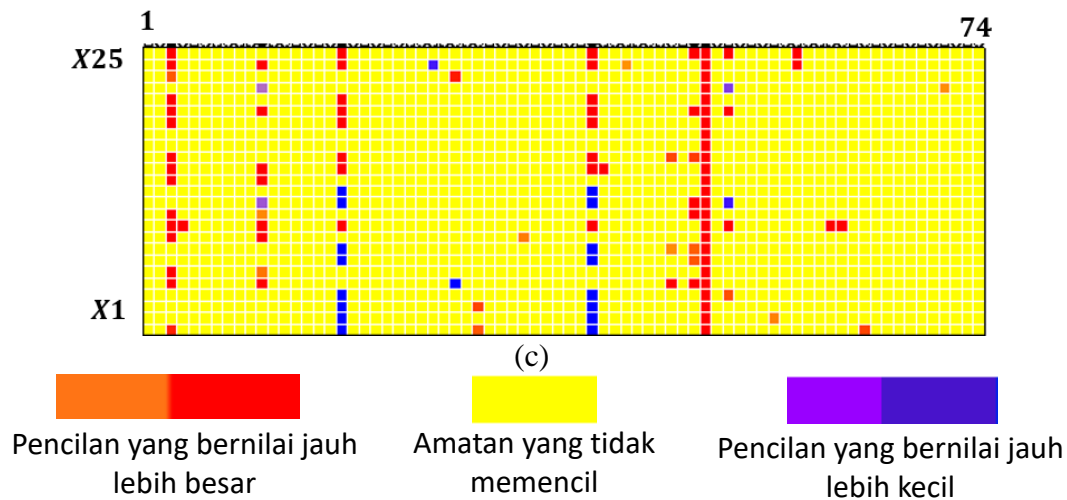 1 74
X25
X1
(c)
Pencilan yang bernilai jauh
lebih besar
Amatan yang tidak
memencil
Pencilan yang bernilai jauh
lebih kecil